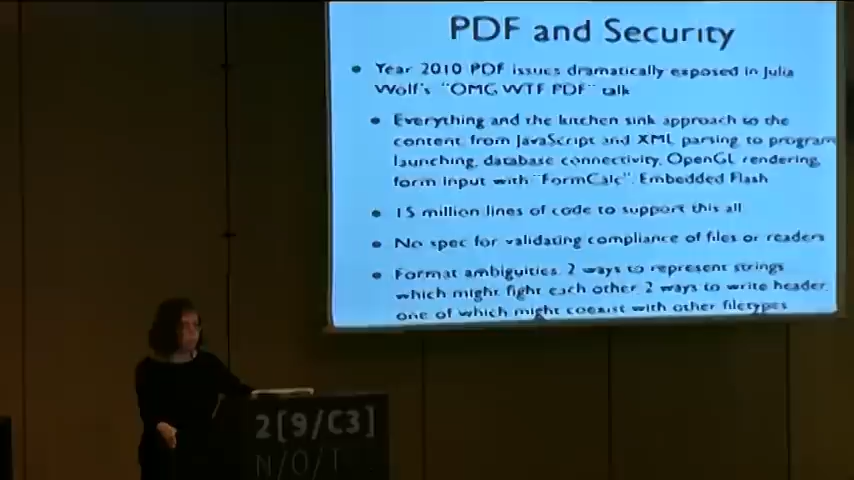 PDF and Security
• Year 2010 PDF issues dramatically exposed in Julia
Wolf's "OMG WTF PDF" talk
• Everything and the kitchen sink approach to the
content from JavaScript and XML parsing to program
launching, database connectivity, OpenGL rendering,
form input with "FormCalc", Embedded Flash
• 15 million lines of code to support this all
• No spec for validating compliance of files or readers
• Format ambiguities. 2 ways to represent strings
which might fight each other. 2 ways to write header,
one of which might coexist with other filetypes
2[9/C3]
N/O/T